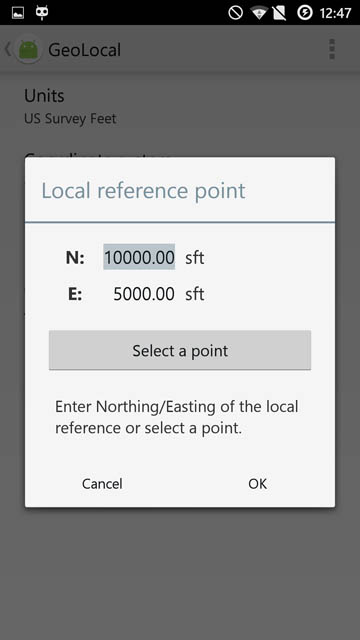 12:47
GeoLocal
Units
US Survey Feet
Local reference point
N: 10000.00 sft
E: 5000.00 sft
Select a point
Enter Northing/Easting of the local
reference or select a point.
Cancel OK